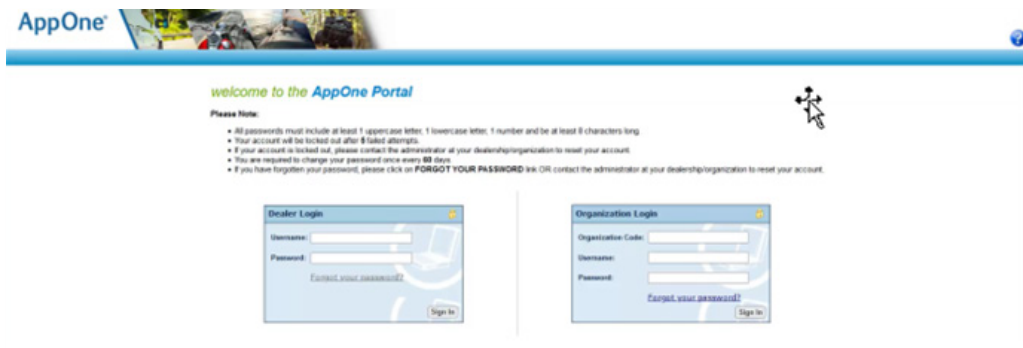 AppOne®
?
welcome to the AppOne Portal
Please Note:
• All passwords must include at least 1 uppercase letter, 1 lowercase letter, 1 number and be at least 8 characters long.
• Your account will be locked out after 5 failed attempts.
• If your account is locked out, please contact the administrator at your dealership/organization to reset your account.
• You are required to change your password once every 60 days.
• If you have forgotten your password, please click on FORGOT YOUR PASSWORD link OR contact the administrator at your dealership/organization to reset your account.
Dealer Login
Username:
Password:
Forgot your password?
Sign In
Organization Login
Organization Code:
Username:
Password:
Forgot your password?
Sign In